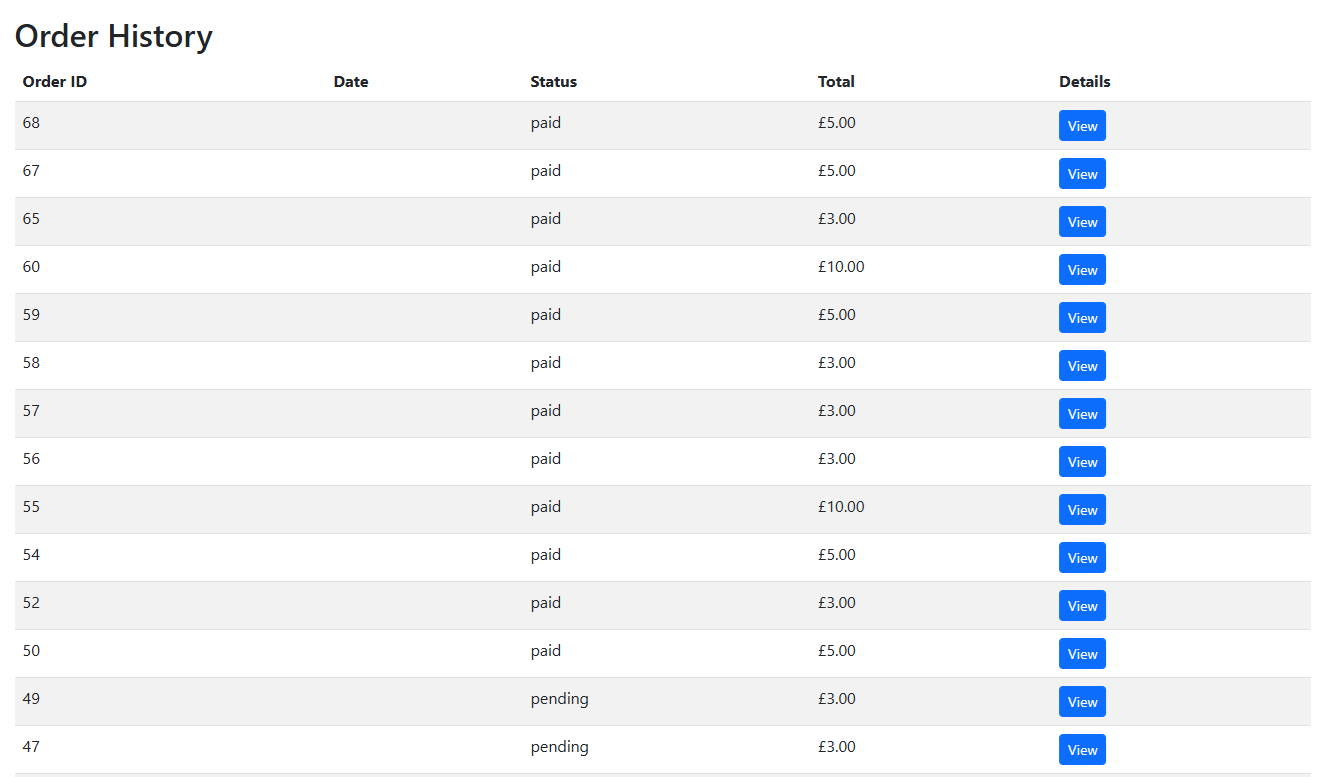 Order History
Order ID Date Status Total Details
68 paid £5.00 View
67 paid £5.00 View
65 paid £3.00 View
60 paid £10.00 View
59 paid £5.00 View
58 paid £3.00 View
57 paid £3.00 View
56 paid £3.00 View
55 paid £10.00 View
54 paid £5.00 View
52 paid £3.00 View
50 paid £5.00 View
49 pending £3.00 View
47 pending £3.00 View